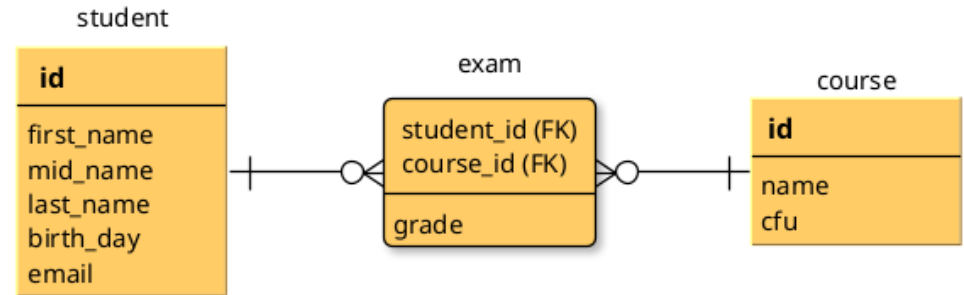 student
id
first_name
mid_name
last_name
birth_day
email
exam
student_id (FK)
course_id (FK)
grade
course
id
name
cfu